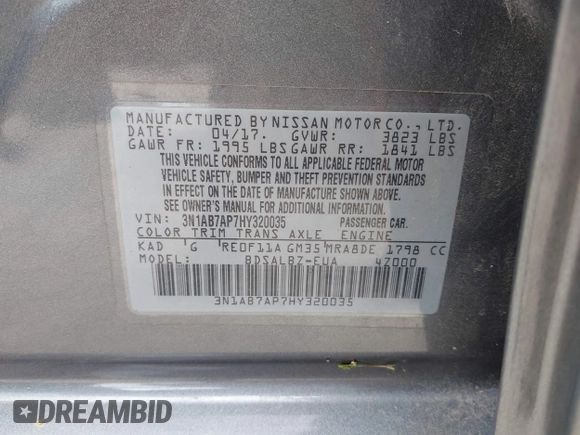 MANUFACTURED BY NISSAN MOTOR CO., LTD.
DATE: 04/17. GVWR: 3823 LBS
GAWR FR: 1995 LBS GAWR RR: 1841 LBS
THIS VEHICLE CONFORMS TO ALL APPLICABLE FEDERAL MOTOR
VEHICLE SAFETY, BUMPER AND THEFT PREVENTION STANDARDS
IN EFFECT ON THE DATE OF MANUFACTURE SHOWN ABOVE.
SEE OWNER'S MANUAL FOR ADDITIONAL INFORMATION.
VIN: 3N1AB7AP7HY320035 PASSENGER CAR.
COLOR TRIM TRANS AXLE ENGINE
KAD G RE0F11A GM35 MRA8DE 1798 CC
MODEL: BDSALBZ-EUA 4Z000
3N1AB7AP7HY320035
DREAMBID